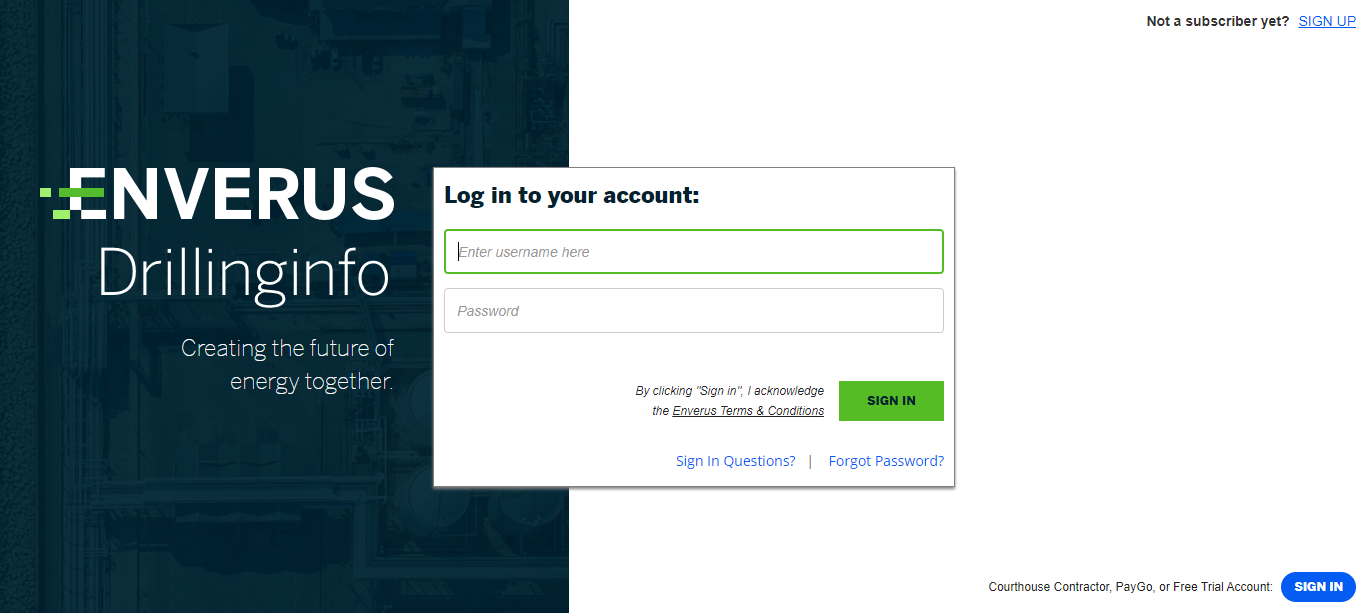 Not a subscriber yet? SIGN UP
ENVERUS
Drillinginfo
Creating the future of
energy together.
Log in to your account:
Enter username here
Password
By clicking "Sign in", I acknowledge
the Enverus Terms & Conditions
SIGN IN
Sign In Questions? | Forgot Password?
Courthouse Contractor, PayGo, or Free Trial Account: SIGN IN